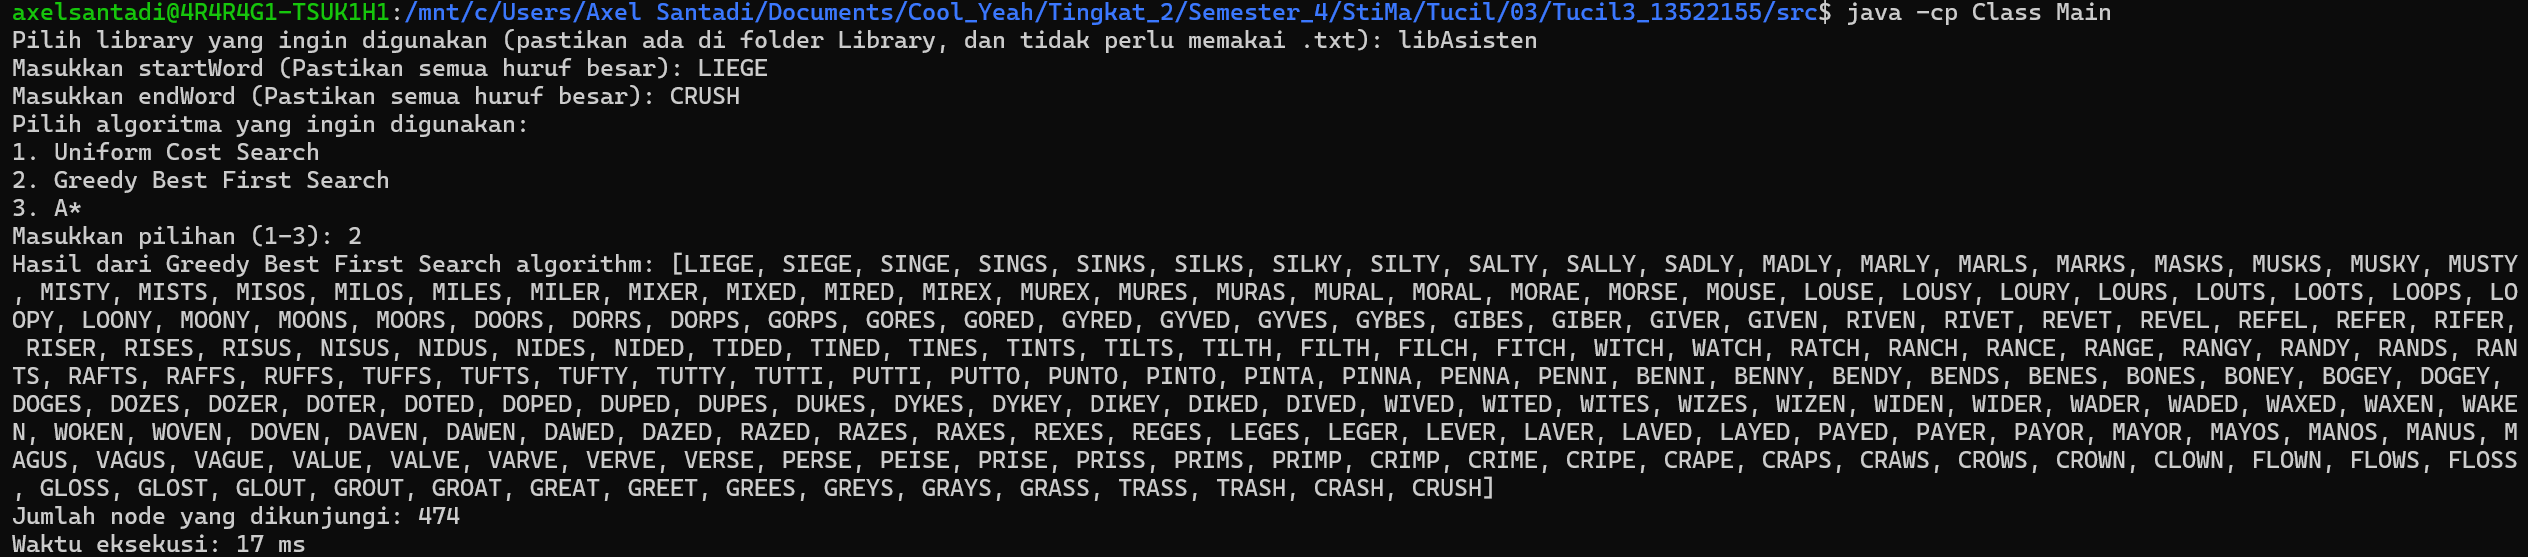 axelsantadi@4R4R4G1-TSUK1H1:/mnt/c/Users/Axel Santadi/Documents/Cool_Yeah/Tingkat_2/Semester_4/StiMa/Tucil/03/Tucil3_13522155/src$ java -cp Class Main
Pilih library yang ingin digunakan (pastikan ada di folder Library, dan tidak perlu memakai .txt): libAsisten
Masukkan startWord (Pastikan semua huruf besar): LIEGE
Masukkan endWord (Pastikan semua huruf besar): CRUSH
Pilih algoritma yang ingin digunakan:
1. Uniform Cost Search
2. Greedy Best First Search
3. A*
Masukkan pilihan (1-3): 2
Hasil dari Greedy Best First Search algorithm: [LIEGE, SIEGE, SINGE, SINGS, SINKS, SILKS, SILKY, SILTY, SALTY, SALLY, SADLY, MADLY, MARLY, MARLS, MARKS, MASKS, MUSKS, MUSKY, MUSTY
, MISTY, MISTS, MISOS, MILOS, MILES, MILER, MIXER, MIXED, MIRED, MIREX, MUREX, MURES, MURAS, MURAL, MORAL, MORAE, MORSE, MOUSE, LOUSE, LOUSY, LOURY, LOURS, LOUTS, LOOTS, LOOPS, LO
OPY, LOONY, MOONY, MOONS, MOORS, DOORS, DORRS, DORPS, GORPS, GORES, GORED, GYRED, GYVED, GYVES, GYBES, GIBES, GIBER, GIVER, GIVEN, RIVEN, RIVET, REVET, REVEL, REFEL, REFER, RIFER,
 RISER, RISES, RISUS, NISUS, NIDUS, NIDES, NIDED, TIDED, TINED, TINES, TINTS, TILTS, TILTH, FILTH, FILCH, FITCH, WITCH, WATCH, RATCH, RANCH, RANCE, RANGE, RANGY, RANDY, RANDS, RAN
TS, RAFTS, RAFFS, RUFFS, TUFFS, TUFTS, TUFTY, TUTTY, TUTTI, PUTTI, PUTTO, PUNTO, PINTO, PINTA, PINNA, PENNA, PENNI, BENNI, BENNY, BENDY, BENDS, BENES, BONES, BONEY, BOGEY, DOGEY,
DOGES, DOZES, DOZER, DOTER, DOTED, DOPED, DUPED, DUPES, DUKES, DYKES, DYKEY, DIKEY, DIKED, DIVED, WIVED, WITED, WITES, WIZES, WIZEN, WIDEN, WIDER, WADER, WADED, WAXED, WAXEN, WAKE
N, WOKEN, WOVEN, DOVEN, DAVEN, DAWEN, DAWED, DAZED, RAZED, RAZES, RAXES, REXES, REGES, LEGES, LEGER, LEVER, LAVER, LAVED, LAYED, PAYED, PAYER, PAYOR, MAYOR, MAYOS, MANOS, MANUS, M
AGUS, VAGUS, VAGUE, VALUE, VALVE, VARVE, VERVE, VERSE, PERSE, PEISE, PRISE, PRISS, PRIMS, PRIMP, CRIMP, CRIME, CRIPE, CRAPE, CRAPS, CRAWS, CROWS, CROWN, CLOWN, FLOWN, FLOWS, FLOSS
, GLOSS, GLOST, GLOUT, GROUT, GROAT, GREAT, GREET, GREES, GREYS, GRAYS, GRASS, TRASS, TRASH, CRASH, CRUSH]
Jumlah node yang dikunjungi: 474
Waktu eksekusi: 17 ms